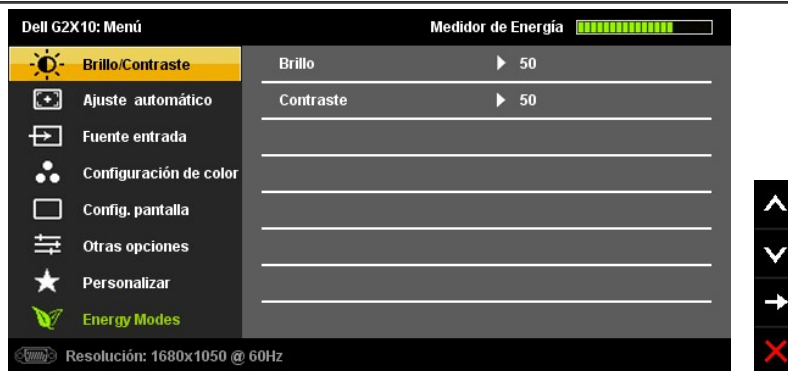 Dell G2X10: Menú
Medidor de Energía
Brillo/Contraste
Brillo
50
Ajuste automático
Contraste
50
Fuente entrada
Configuración de color
Config. pantalla
Otras opciones
Personalizar
Energy Modes
Resolución: 1680x1050 @ 60Hz